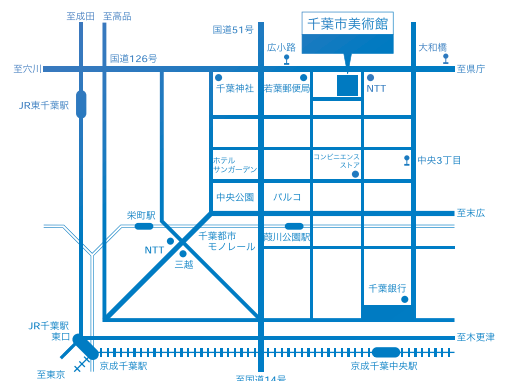 至成田
至高品
国道51号
千葉市美術館
広小路
大和橋
至穴川
国道126号
至県庁
JR東千葉駅
千葉神社
若葉郵便局
NTT
ホテル
サンガーデン
コンビニエンス
ストア
中央3丁目
中央公園
パルコ
栄町駅
至末広
千葉都市
モノレール
葭川公園駅
NTT
三越
千葉銀行
JR千葉駅
東口
至木更津
至東京
京成千葉駅
京成千葉中央駅
至国道14号